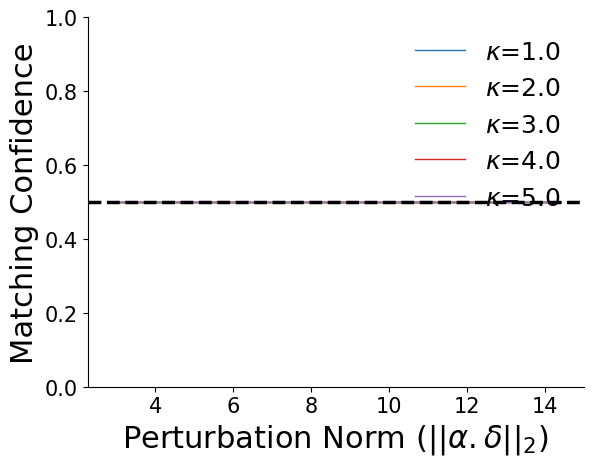 1.0
0.8
0.6
0.4
0.2
0.0
Matching Confidence
κ=1.0
κ=2.0
κ=3.0
κ=4.0
κ=5.0
4 6 8 10 12 14
Perturbation Norm (||α.δ||₂)